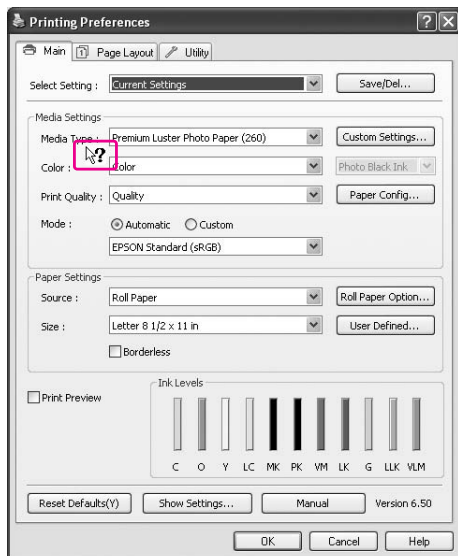 Printing Preferences
Main Page Layout Utility
Select Setting : Current Settings Save/Del...
Media Settings
Media Type : Premium Luster Photo Paper (260) Custom Settings...
Color : Color Photo Black Ink
Print Quality : Quality Paper Config...
Mode : Automatic Custom
EPSON Standard (sRGB)
Paper Settings
Source : Roll Paper Roll Paper Option...
Size : Letter 8 1/2 x 11 in User Defined...
Borderless
Print Preview
Ink Levels
C O Y LC MK PK VM LK G LLK VLM
Reset Defaults(Y) Show Settings... Manual Version 6.50
OK Cancel Help